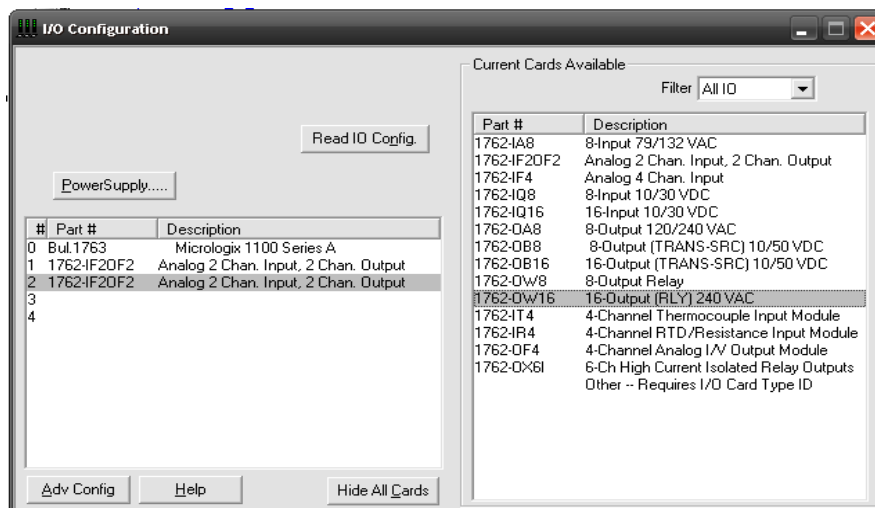 I/O Configuration
Read IO Config.
PowerSupply.....
# Part # Description
0 Bul.1763 Micrologix 1100 Series A
1 1762-IF2OF2 Analog 2 Chan. Input, 2 Chan. Output
2 1762-IF2OF2 Analog 2 Chan. Input, 2 Chan. Output
3
4
Adv Config Help Hide All Cards
Current Cards Available
Filter All IO
Part # Description
1762-IA8 8-Input 79/132 VAC
1762-IF2OF2 Analog 2 Chan. Input, 2 Chan. Output
1762-IF4 Analog 4 Chan. Input
1762-IQ8 8-Input 10/30 VDC
1762-IQ16 16-Input 10/30 VDC
1762-OA8 8-Output 120/240 VAC
1762-OB8 8-Output (TRANS-SRC) 10/50 VDC
1762-OB16 16-Output (TRANS-SRC) 10/50 VDC
1762-OW8 8-Output Relay
1762-OW16 16-Output (RLY) 240 VAC
1762-IT4 4-Channel Thermocouple Input Module
1762-IR4 4-Channel RTD/Resistance Input Module
1762-OF4 4-Channel Analog I/V Output Module
1762-OX6I 6-Ch High Current Isolated Relay Outputs
Other -- Requires I/O Card Type ID